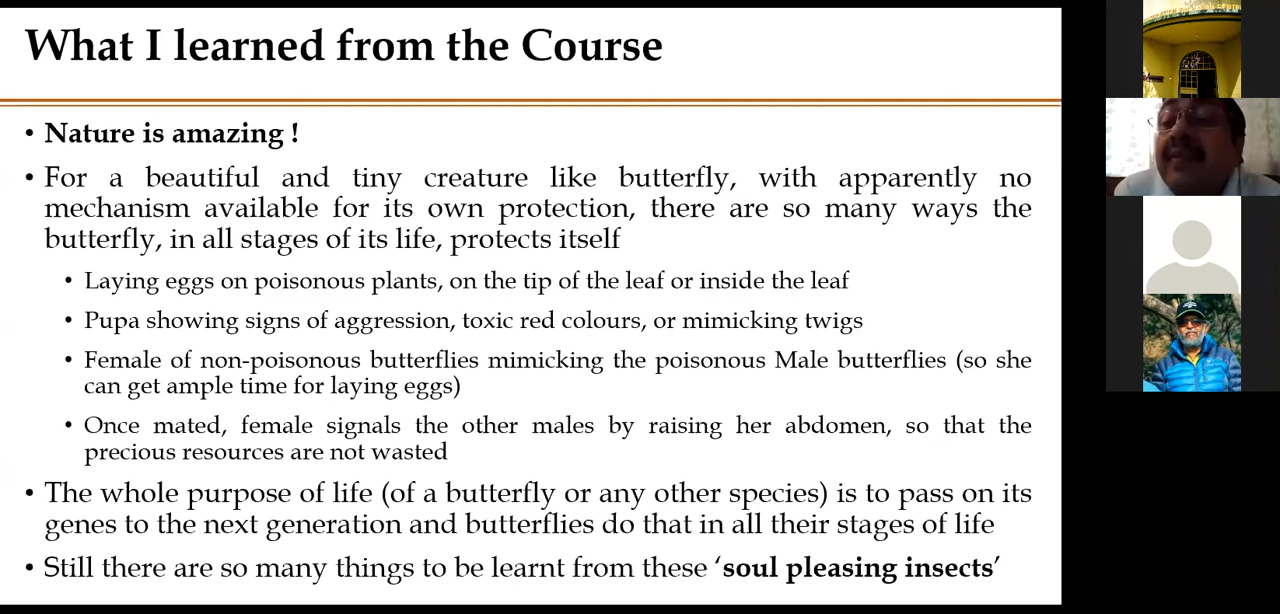 What I learned from the Course
• Nature is amazing !
• For a beautiful and tiny creature like butterfly, with apparently no
mechanism available for its own protection, there are so many ways the
butterfly, in all stages of its life, protects itself
• Laying eggs on poisonous plants, on the tip of the leaf or inside the leaf
• Pupa showing signs of aggression, toxic red colours, or mimicking twigs
• Female of non-poisonous butterflies mimicking the poisonous Male butterflies (so she
can get ample time for laying eggs)
• Once mated, female signals the other males by raising her abdomen, so that the
precious resources are not wasted
• The whole purpose of life (of a butterfly or any other species) is to pass on its
genes to the next generation and butterflies do that in all their stages of life
• Still there are so many things to be learnt from these ‘soul pleasing insects’